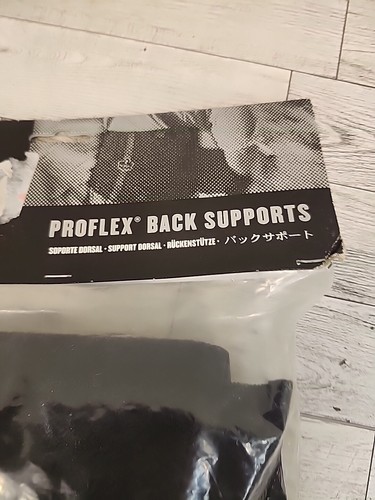 PROFLEX® BACK SUPPORTS
SOPORTE DORSAL · SUPPORT DORSAL · RÜCKENSTÜTZE · バックサポート